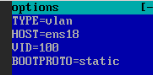 options [-
TYPE=vlan
HOST=ens18
VID=100
BOOTPROTO=static